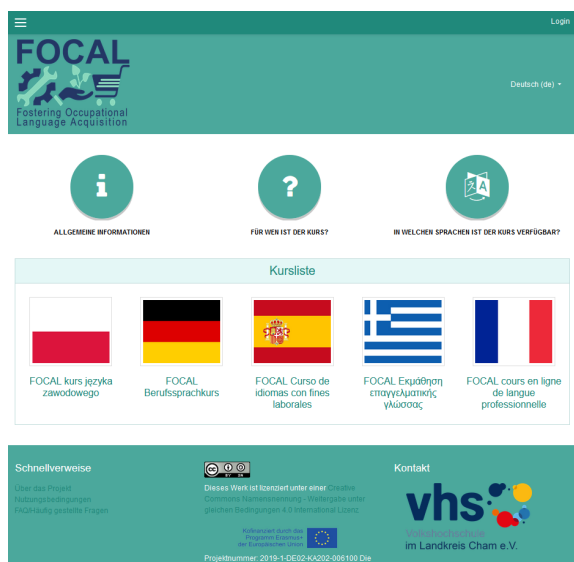 Login
FOCAL
Fostering Occupational
Language Acquisition
Deutsch (de)
ALLGEMEINE INFORMATIONEN
FÜR WEN IST DER KURS?
IN WELCHEN SPRACHEN IST DER KURS VERFÜGBAR?
Kursliste
FOCAL kurs języka
zawodowego
FOCAL
Berufssprachkurs
FOCAL Curso de
idiomas con fines
laborales
FOCAL Εκμάθηση
επαγγελματικής
γλώσσας
FOCAL cours en ligne
de langue
professionnelle
Schnellverweise
Über das Projekt
Nutzungsbedingungen
FAQ/Häufig gestellte Fragen
BY SA
Dieses Werk ist lizenziert unter einer Creative
Commons Namensnennung - Weitergabe unter
gleichen Bedingungen 4.0 International Lizenz.
Kofinanziert durch das
Programm Erasmus+
der Europäischen Union
Projektnummer: 2019-1-DE02-KA202-006100 Die
Kontakt
vhs
Volkshochschule
im Landkreis Cham e.V.